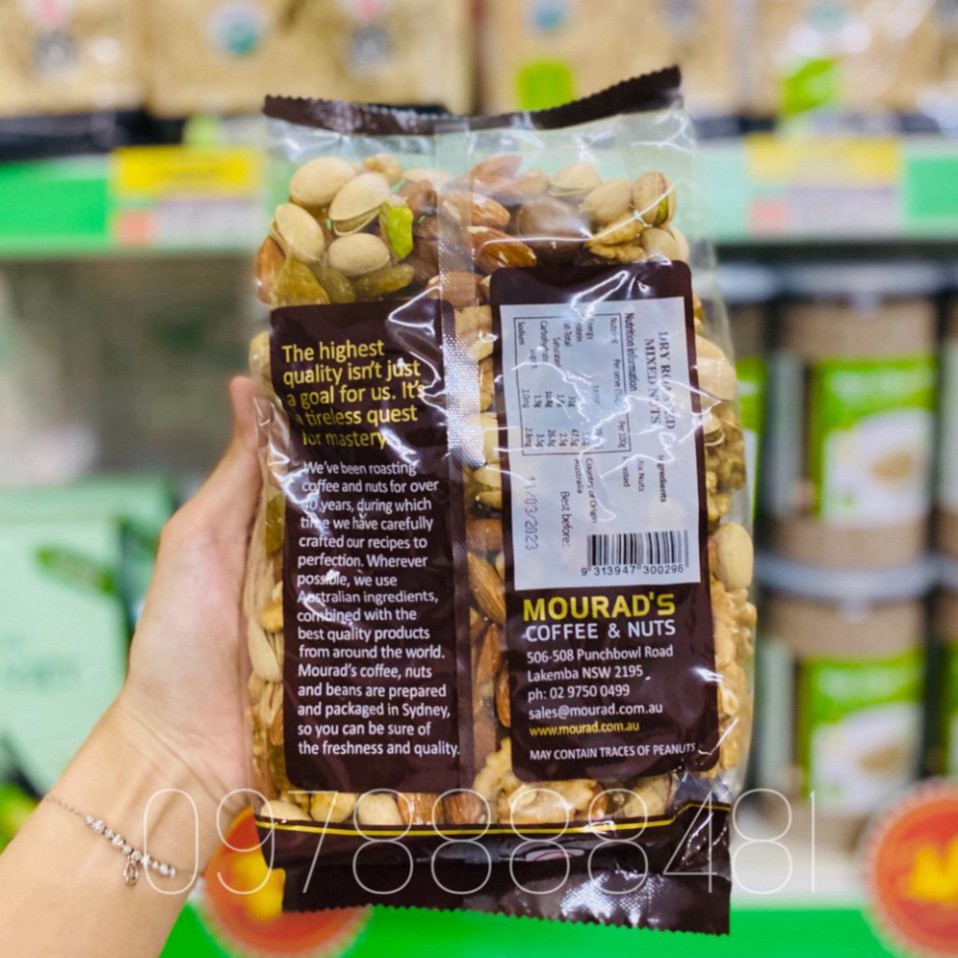 The highest
quality isn't just
a goal for us. It's
a tireless quest
for mastery
We've been roasting
coffee and nuts for over
40 years, during which
time we have carefully
crafted our recipes to
perfection. Wherever
possible, we use
Australian ingredients,
combined with the
best quality products
from around the world.
Mourad's coffee, nuts
and beans are prepared
and packaged in Sydney,
so you can be sure of
the freshness and quality.
MIXED NUTS
Nutrition information
Per 100g
Carbohydrate
Sodium
Country of Origin
Australia
Best before:
11/03/2023
9 313947 300296
MOURAD'S
COFFEE & NUTS
506-508 Punchbowl Road
Lakemba NSW 2195
ph: 02 9750 0499
sales@mourad.com.au
www.mourad.com.au
MAY CONTAIN TRACES OF PEANUTS
0978888481